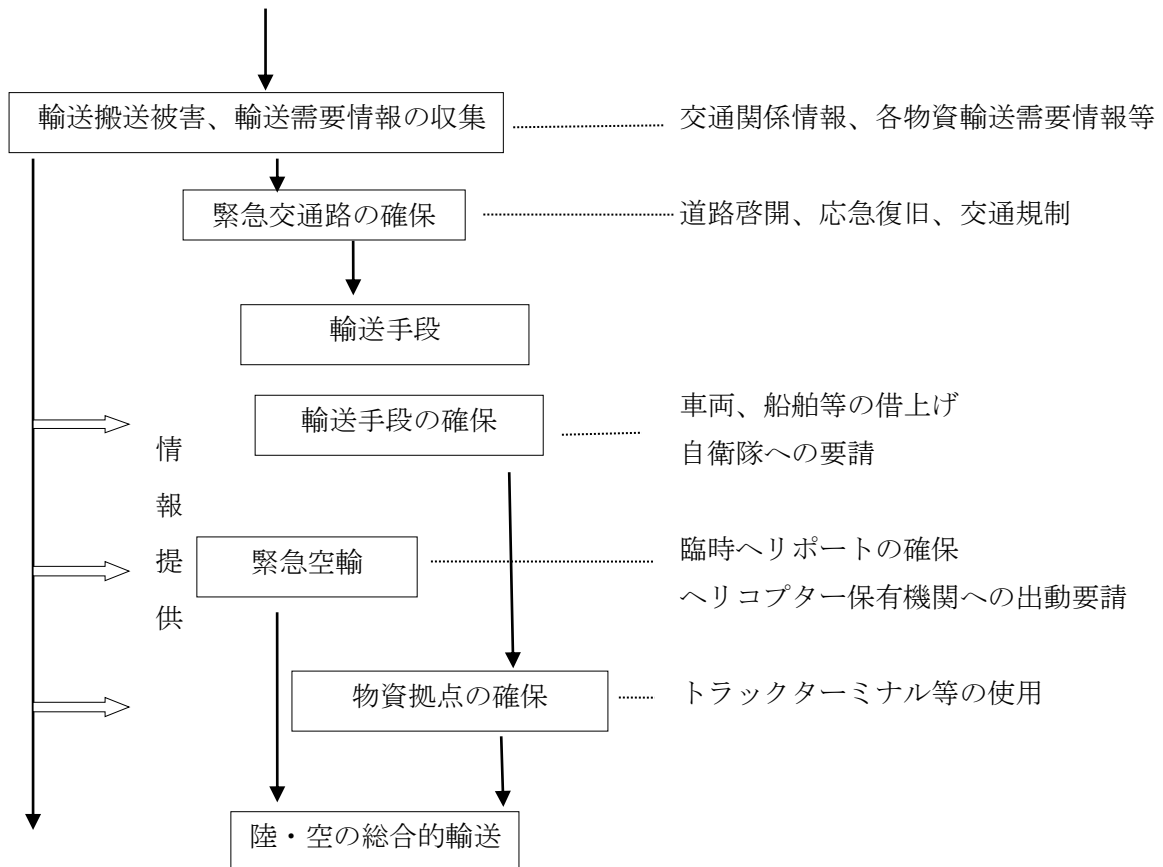 輸送搬送被害、輸送需要情報の収集
交通関係情報、各物資輸送需要情報等
緊急交通路の確保
道路啓開、応急復旧、交通規制
輸送手段
輸送手段の確保
車両、船舶等の借上げ
自衛隊への要請
情報提供
緊急空輸
臨時ヘリポートの確保
ヘリコプター保有機関への出動要請
物資拠点の確保
トラックターミナル等の使用
陸・空の総合的輸送